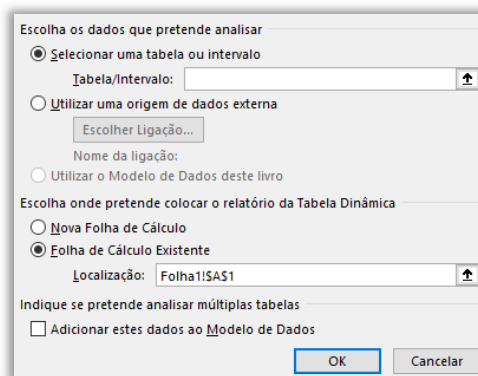 Escolha os dados que pretende analisar
Selecionar uma tabela ou intervalo
Tabela/Intervalo:
Utilizar uma origem de dados externa
Escolher Ligação...
Nome da ligação:
Utilizar o Modelo de Dados deste livro
Escolha onde pretende colocar o relatório da Tabela Dinâmica
Nova Folha de Cálculo
Folha de Cálculo Existente
Localização: Folha1!$A$1
Indique se pretende analisar múltiplas tabelas
Adicionar estes dados ao Modelo de Dados
OK Cancelar